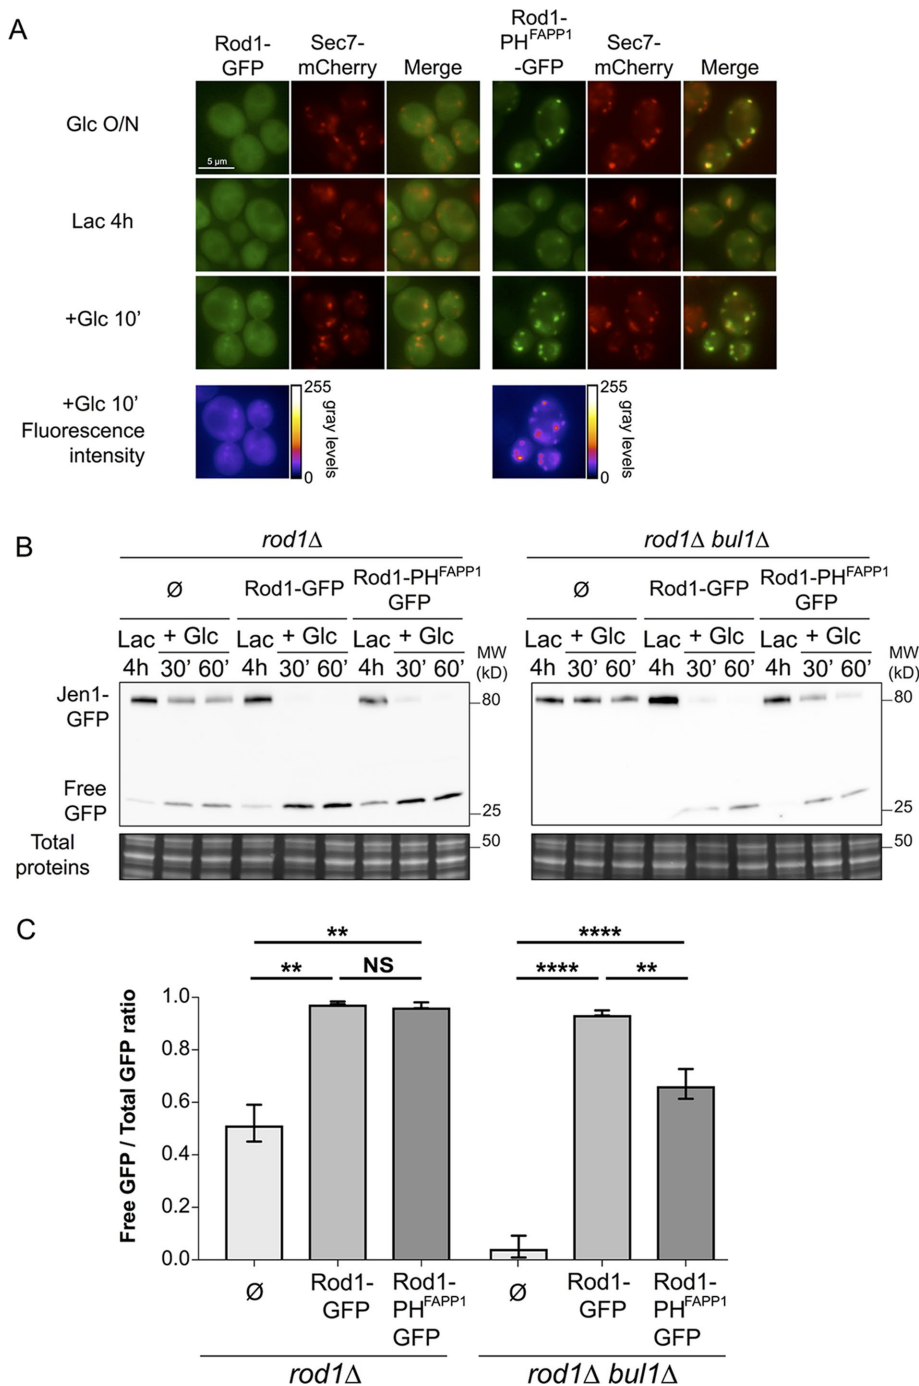 A
Rod1-
GFP
Sec7-
mCherry
Merge
Rod1-
PH^FAPP1
-GFP
Sec7-
mCherry
Merge
Glc O/N
5 µm
Lac 4h
+Glc 10’
+Glc 10’
Fluorescence
intensity
255
gray levels
0
255
gray levels
0
B
rod1Δ
rod1Δ bul1Δ
Ø Rod1-GFP Rod1-PH^FAPP1
GFP
Ø Rod1-GFP Rod1-PH^FAPP1
GFP
Lac + Glc Lac + Glc Lac + Glc MW
4h 30’ 60’ 4h 30’ 60’ 4h 30’ 60’ (kD)
Lac + Glc Lac + Glc Lac + Glc MW
4h 30’ 60’ 4h 30’ 60’ 4h 30’ 60’ (kD)
Jen1-
GFP
80
80
Free
GFP
25
25
Total
proteins
50
50
C
** ****
** NS **** **
Free GFP / Total GFP ratio
1.0
0.8
0.6
0.4
0.2
0.0
Ø
Rod1-
GFP
Rod1-
PH^FAPP1
GFP
Ø
Rod1-
GFP
Rod1-
PH^FAPP1
GFP
rod1Δ
rod1Δ bul1Δ